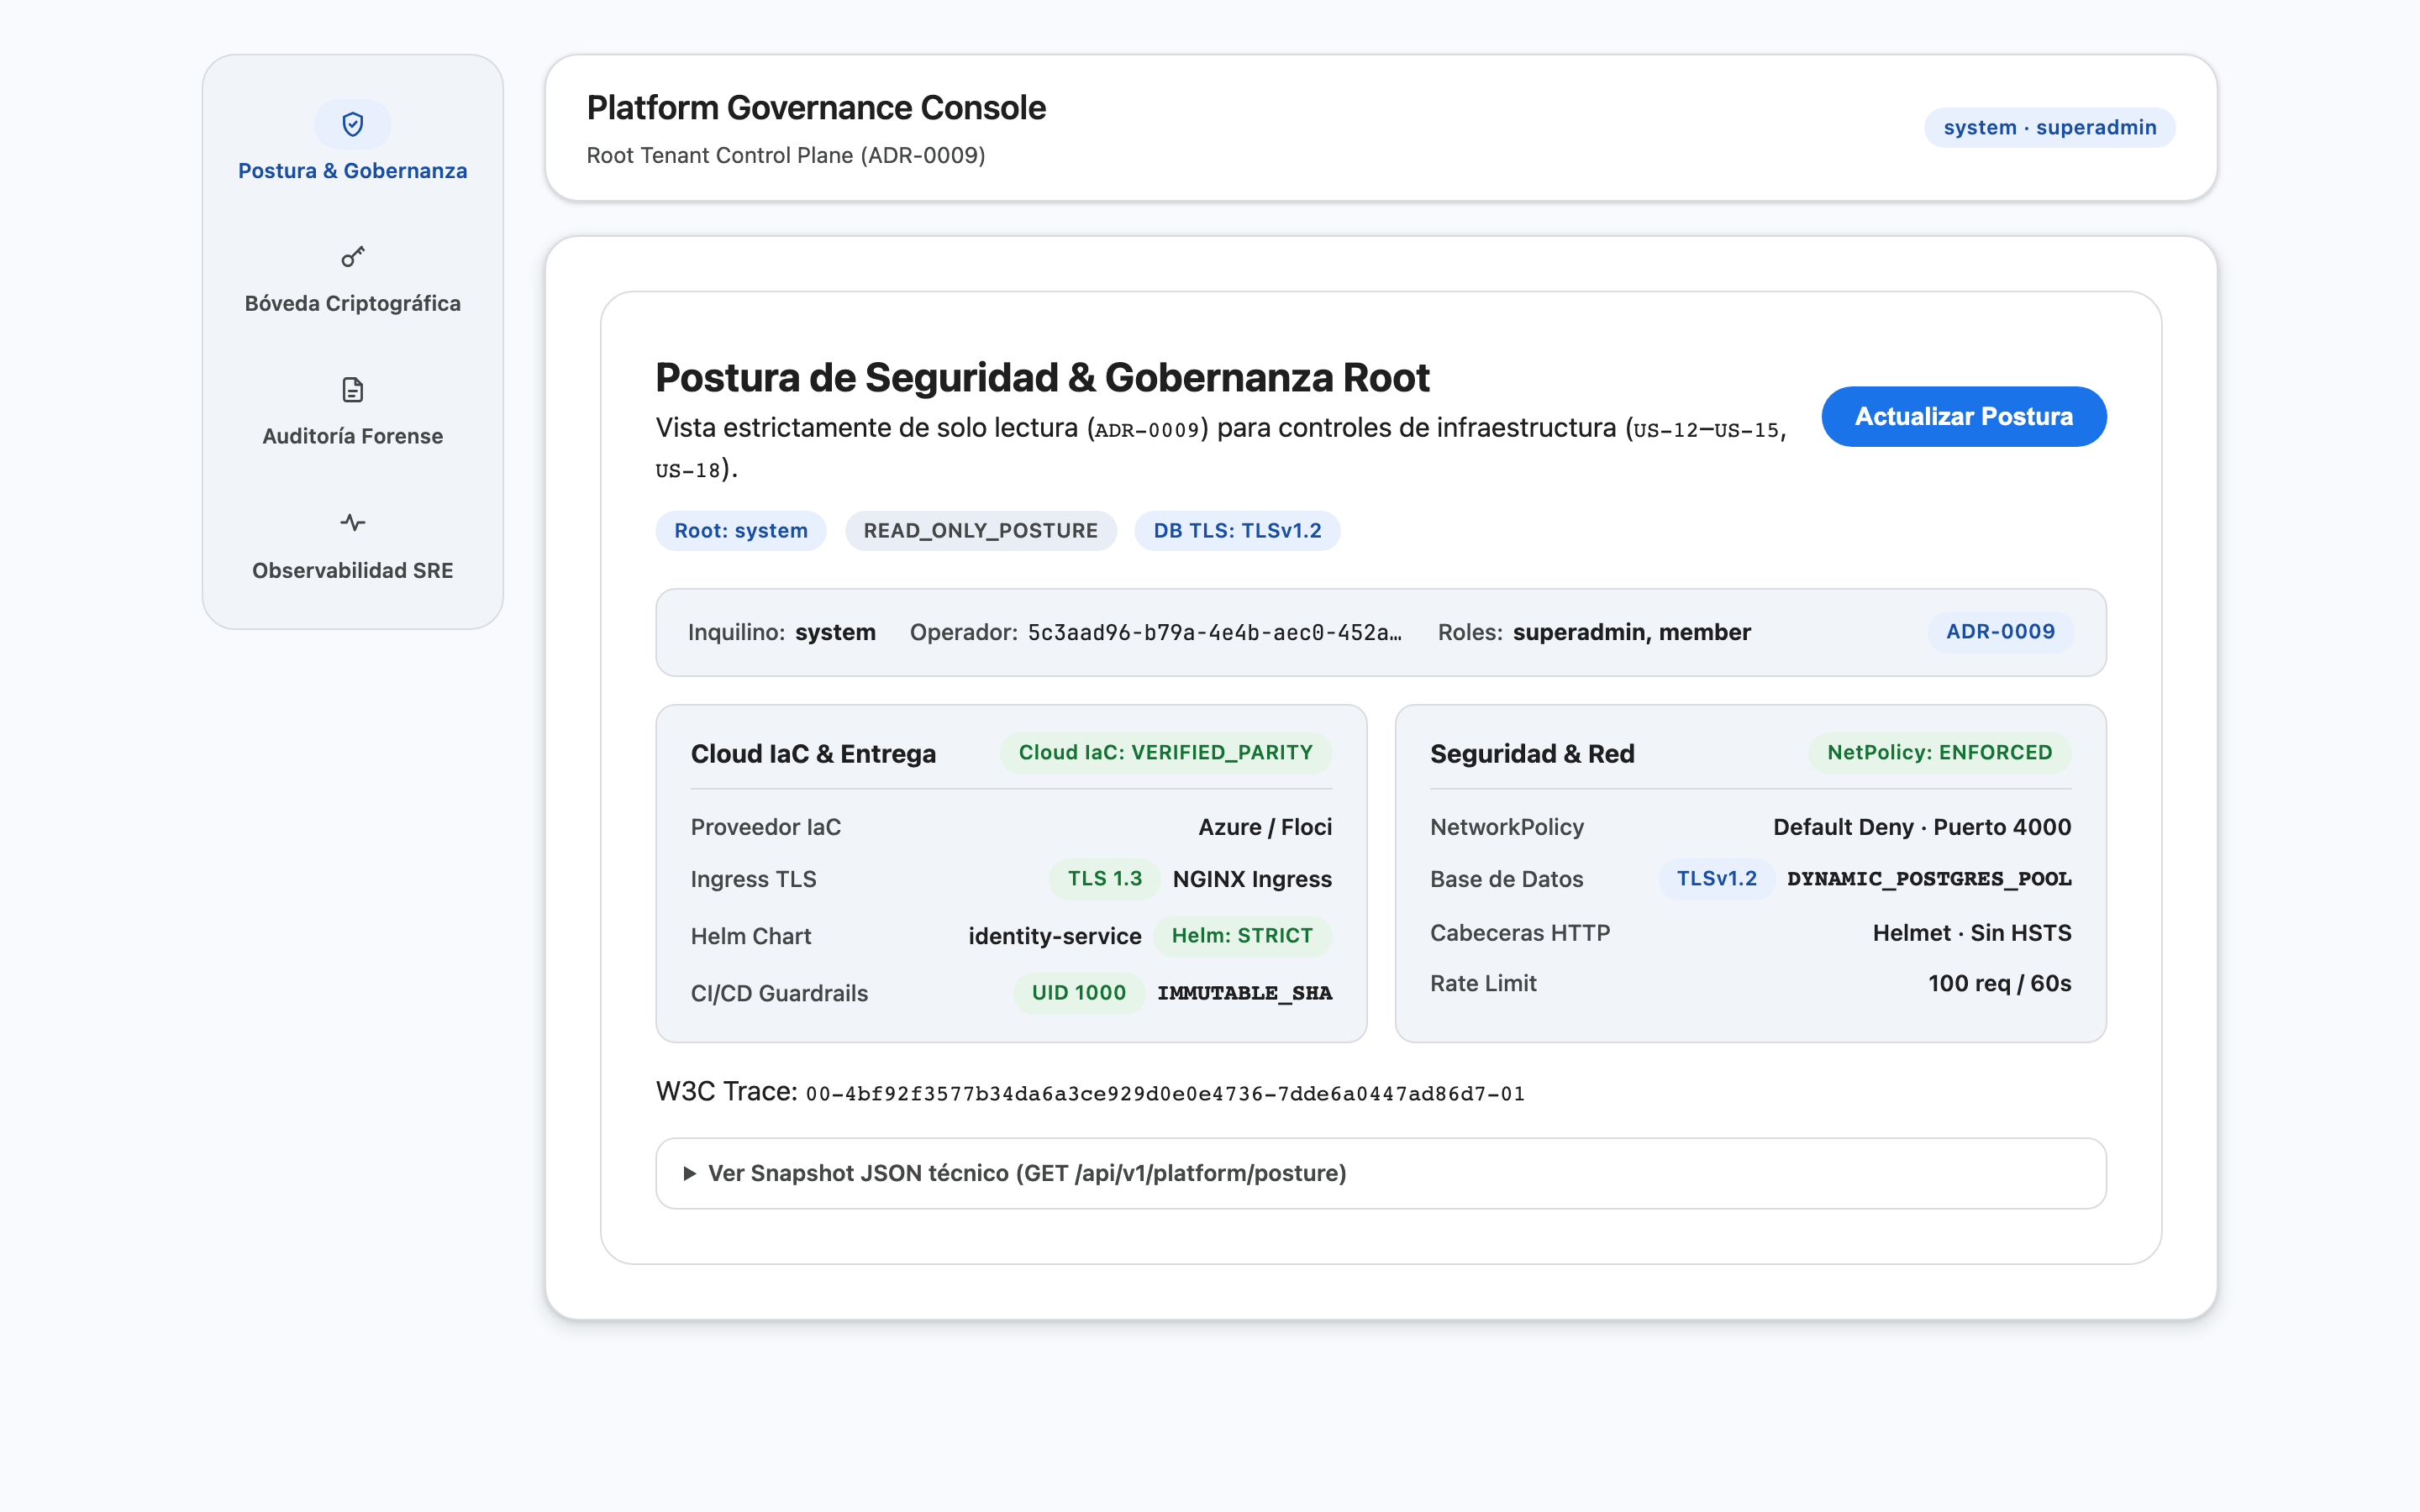 Postura & Gobernanza
Bóveda Criptográfica
Auditoría Forense
Observabilidad SRE
Platform Governance Console
Root Tenant Control Plane (ADR-0009)
system · superadmin
Postura de Seguridad & Gobernanza Root
Vista estrictamente de solo lectura (ADR-0009) para controles de infraestructura (US-12–US-15,
US-18).
Actualizar Postura
Root: system
READ_ONLY_POSTURE
DB TLS: TLSv1.2
Inquilino: system Operador: 5c3aad96-b79a-4e4b-aec0-452a… Roles: superadmin, member ADR-0009
Cloud IaC & Entrega Cloud IaC: VERIFIED_PARITY
Proveedor IaC Azure / Floci
Ingress TLS TLS 1.3 NGINX Ingress
Helm Chart identity-service Helm: STRICT
CI/CD Guardrails UID 1000 IMMUTABLE_SHA
Seguridad & Red NetPolicy: ENFORCED
NetworkPolicy Default Deny · Puerto 4000
Base de Datos TLSv1.2 DYNAMIC_POSTGRES_POOL
Cabeceras HTTP Helmet · Sin HSTS
Rate Limit 100 req / 60s
W3C Trace: 00-4bf92f3577b34da6a3ce929d0e0e4736-7dde6a0447ad86d7-01
▶ Ver Snapshot JSON técnico (GET /api/v1/platform/posture)